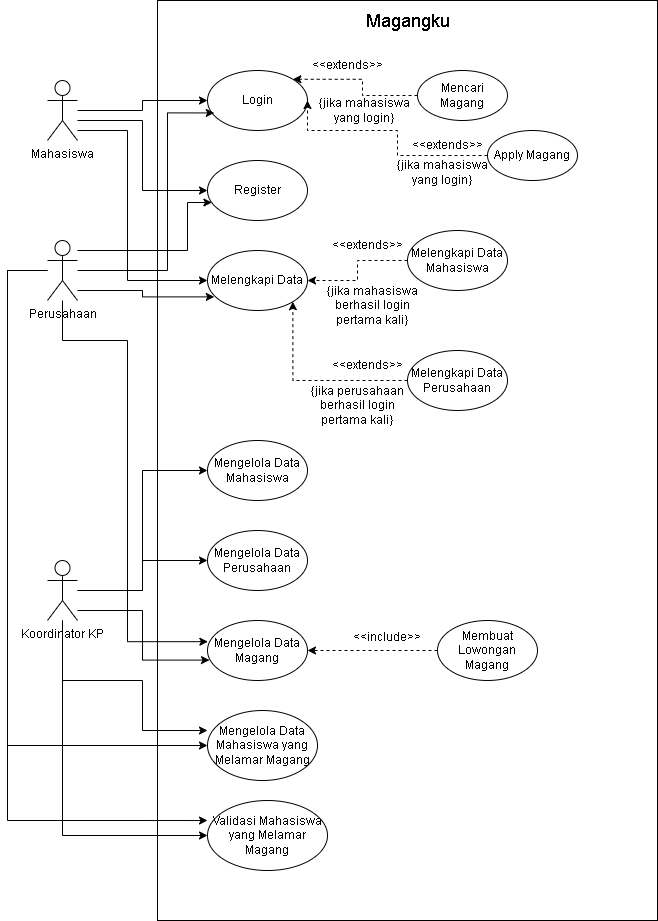 Magangku
Mahasiswa
Login
<<extends>>
{jika mahasiswa
yang login}
Mencari
Magang
<<extends>>
{jika mahasiswa
yang login}
Apply Magang
Register
Perusahaan
Melengkapi Data
<<extends>>
{jika mahasiswa
berhasil login
pertama kali}
Melengkapi Data
Mahasiswa
<<extends>>
{jika perusahaan
berhasil login
pertama kali}
Melengkapi Data
Perusahaan
Mengelola Data
Mahasiswa
Mengelola Data
Perusahaan
Koordinator KP
Mengelola Data
Magang
<<include>>
Membuat
Lowongan
Magang
Mengelola Data
Mahasiswa yang
Melamar Magang
Validasi Mahasiswa
yang Melamar
Magang